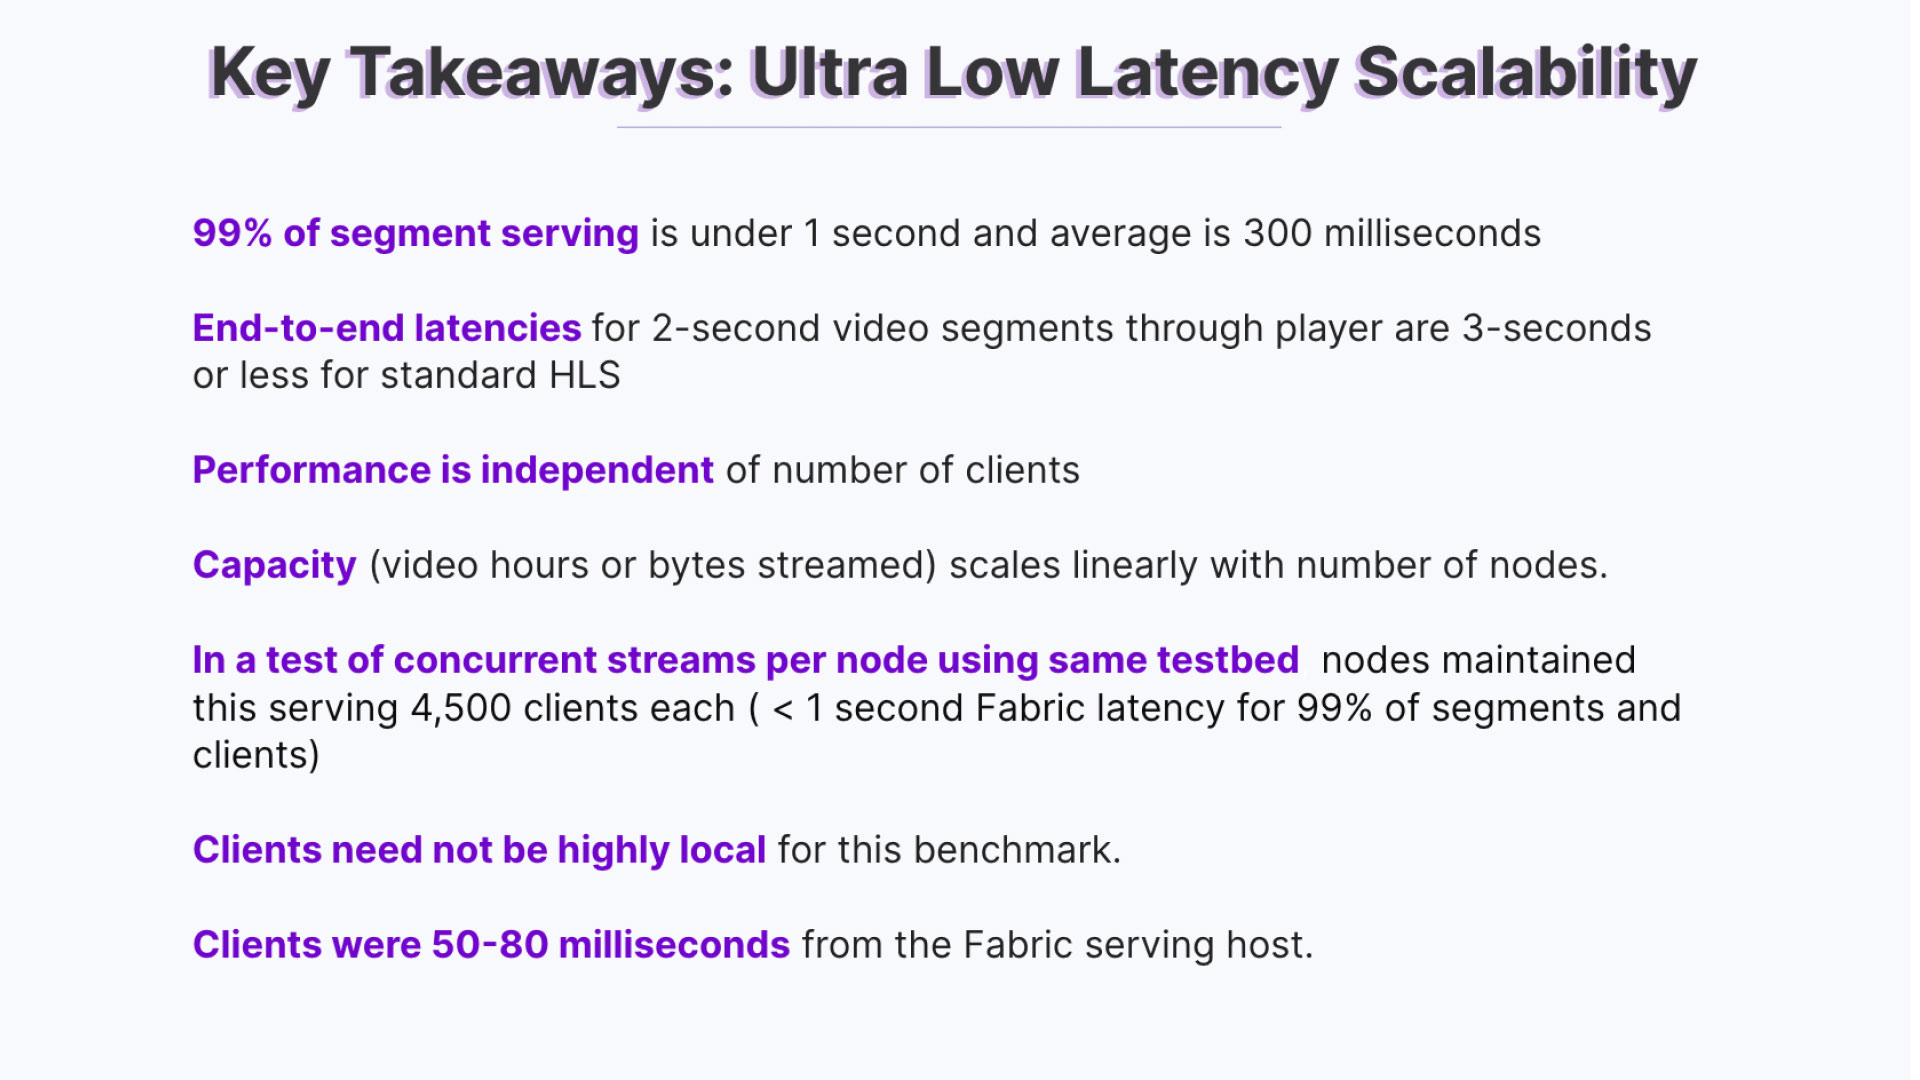 Key Takeaways: Ultra Low Latency Scalability
99% of segment serving is under 1 second and average is 300 milliseconds
End-to-end latencies for 2-second video segments through player are 3-seconds
or less for standard HLS
Performance is independent of number of clients
Capacity (video hours or bytes streamed) scales linearly with number of nodes.
In a test of concurrent streams per node using same testbed nodes maintained
this serving 4,500 clients each ( < 1 second Fabric latency for 99% of segments and
clients)
Clients need not be highly local for this benchmark.
Clients were 50-80 milliseconds from the Fabric serving host.